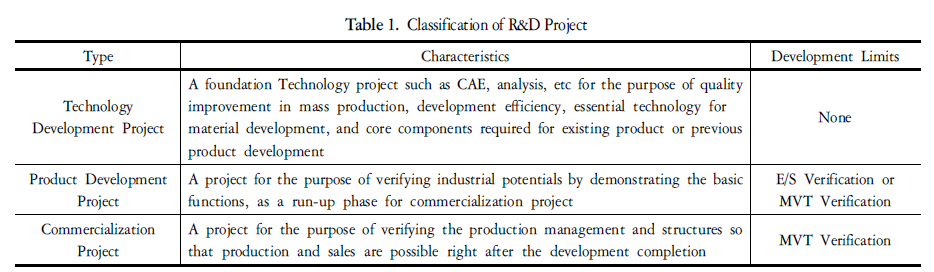 Table 1. Classification of R&D Project
Type Characteristics Development Limits
Technology Development Project
A foundation Technology project such as CAE, analysis, etc for the purpose of quality
improvement in mass production, development efficiency, essential technology for
material development, and core components required for existing product or previous
product development
None
Product Development
Project
A project for the purpose of verifying industrial potentials by demonstrating the basic
functions, as a run-up phase for commercialization project
E/S Verification or
MVT Verification
Commercialization
Project
A project for the purpose of verifying the production management and structures so
that production and sales are possible right after the development completion
MVT Verification